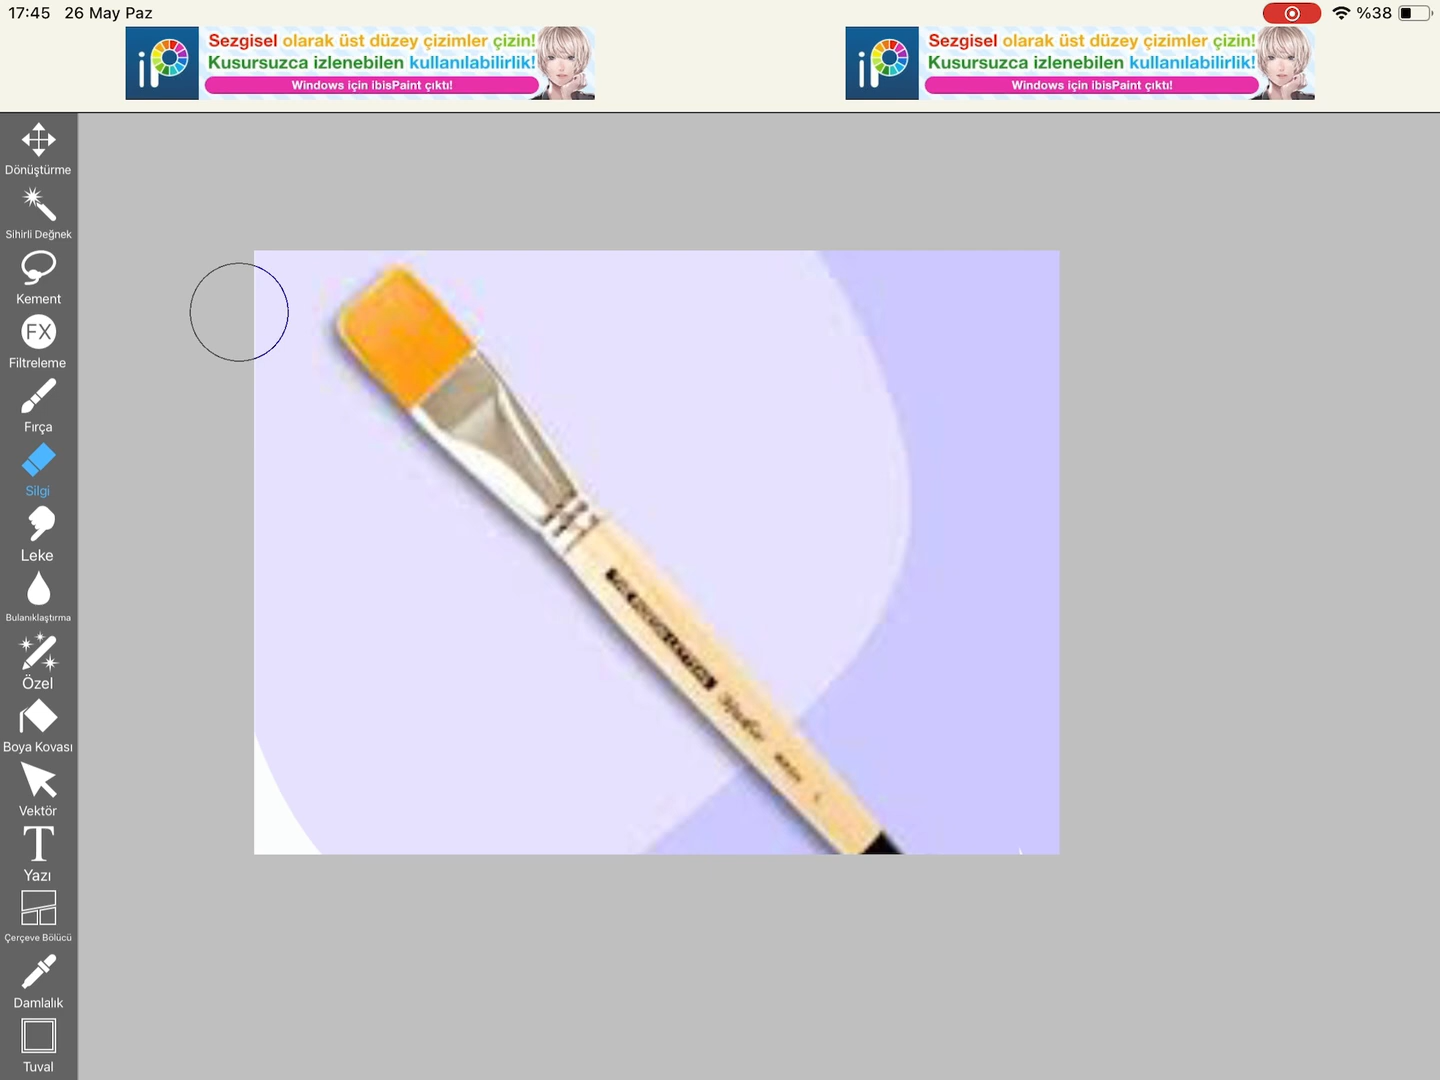 17:45 26 May Paz
%38
Sezgisel olarak üst düzey çizimler çizin!
Kusursuzca izlenebilen kullanılabilirlik!
Windows için ibisPaint çıktı!
Sezgisel olarak üst düzey çizimler çizin!
Kusursuzca izlenebilen kullanılabilirlik!
Windows için ibisPaint çıktı!
Dönüştürme
Sihirli Değnek
Kement
FX
Filtreleme
Fırça
Silgi
Leke
Bulanıklaştırma
Özel
Boya Kovası
Vektör
T
Yazı
Çerçeve Bölücü
Damlalık
Tuval